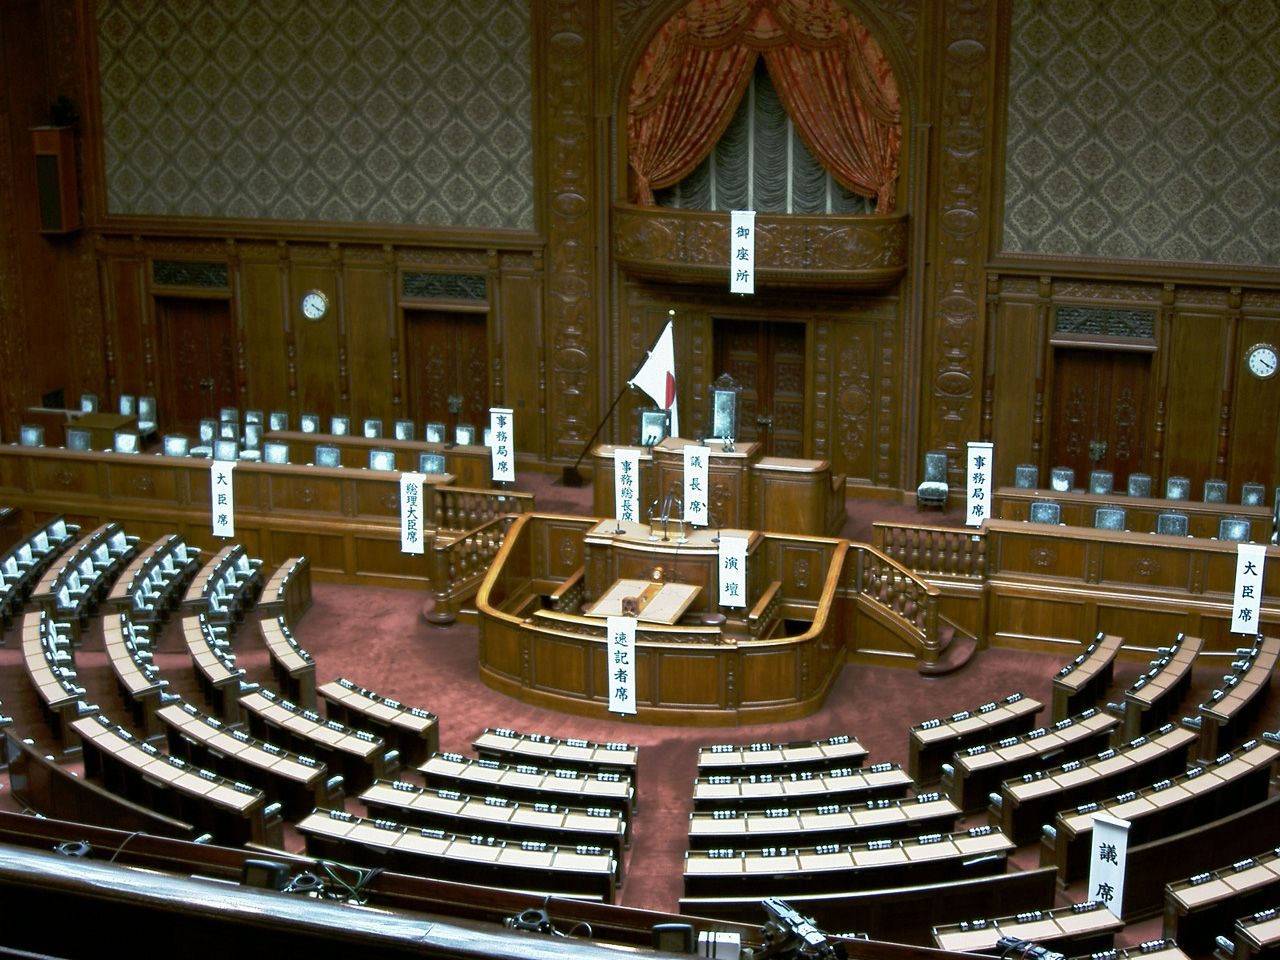 御座所
事務局席
事務総長席
議長席
事務局席
大臣席
総理大臣席
演壇
大臣席
速記者席
議席